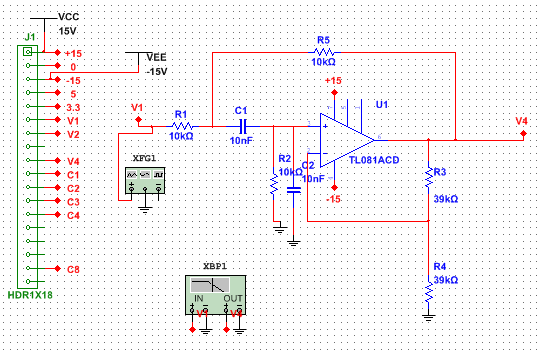 VCC
15V
J1
VEE
-15V
+15
0
-15
5
3.3
V1
V2
V4
C1
C2
C3
C4
C8
HDR1X18
R5
10kΩ
+15
U1
V1
R1
10kΩ
C1
10nF
V4
TL081ACD
R2
10kΩ
C2
10nF
-15
XFG1
R3
39kΩ
R4
39kΩ
XBP1
IN OUT